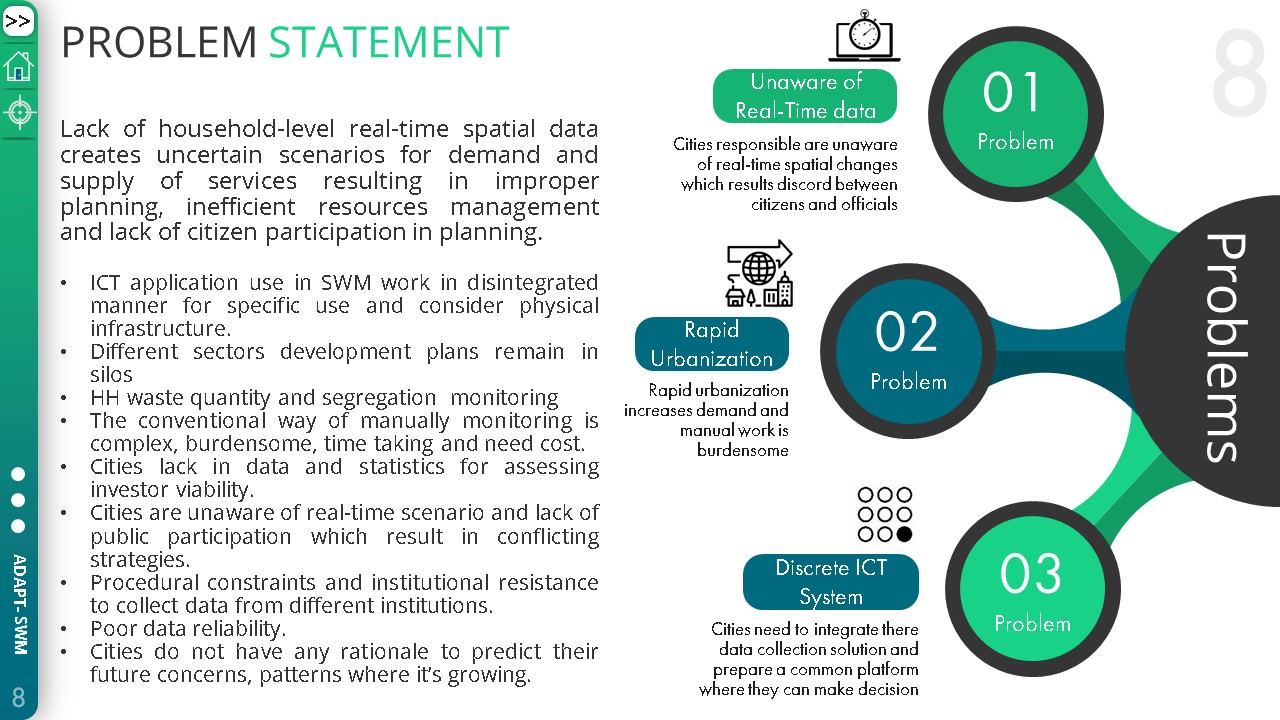 >>
PROBLEM STATEMENT
8
Lack of household-level real-time spatial data
creates uncertain scenarios for demand and
supply of services resulting in improper
planning, inefficient resources management
and lack of citizen participation in planning.
• ICT application use in SWM work in disintegrated
manner for specific use and consider physical
infrastructure.
• Different sectors development plans remain in
silos
• HH waste quantity and segregation monitoring
• The conventional way of manually monitoring is
complex, burdensome, time taking and need cost.
• Cities lack in data and statistics for assessing
investor viability.
• Cities are unaware of real-time scenario and lack of
public participation which result in conflicting
strategies.
• Procedural constraints and institutional resistance
to collect data from different institutions.
• Poor data reliability.
• Cities do not have any rationale to predict their
future concerns, patterns where it’s growing.
Unaware of
Real-Time data
Cities responsible are unaware
of real-time spatial changes
which results discord between
citizens and officials
01
Problem
Rapid
Urbanization
Rapid urbanization
increases demand and
manual work is
burdensome
02
Problem
Discrete ICT
System
Cities need to integrate there
data collection solution and
prepare a common platform
where they can make decision
03
Problem
Problems
ADAPT- SWM
8